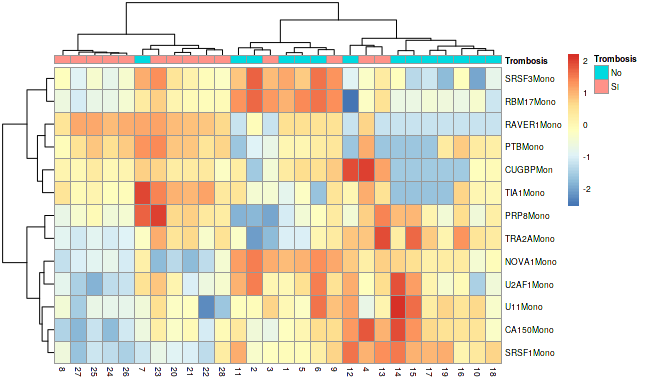 Trombosis
SRSF3Mono
RBM17Mono
RAVER1Mono
PTBMono
CUGBPMon
TIA1Mono
PRP8Mono
TRA2AMono
NOVA1Mono
U2AF1Mono
U11Mono
CA150Mono
SRSF1Mono
8 27 25 24 26 7 23 20 21 22 28 11 2 3 1 5 6 9 12 4 13 14 15 17 19 16 10 18
2
1
0
-1
-2
Trombosis
No
SI